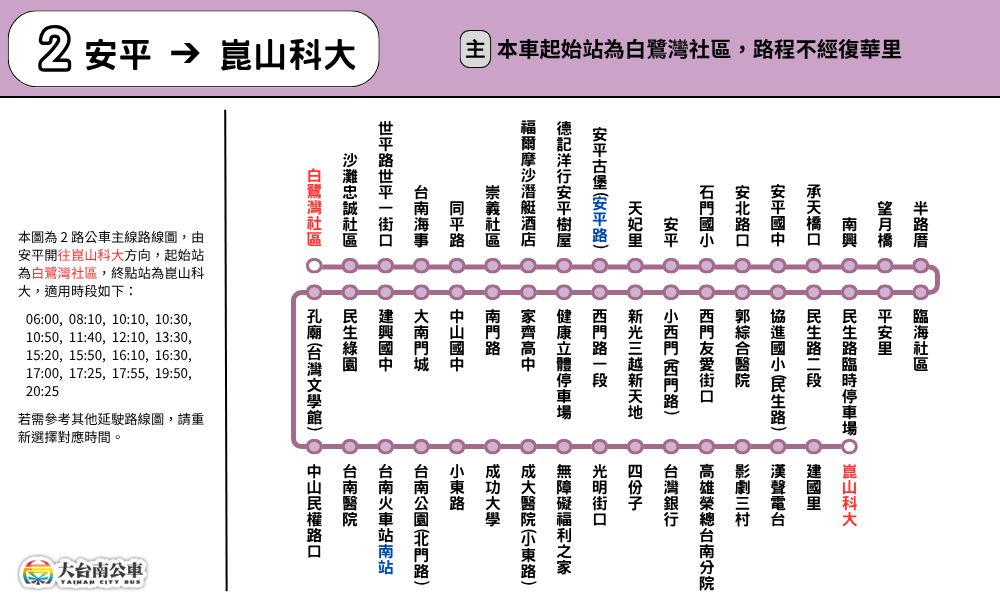 2 安平 → 崑山科大
主 本車起始站為白鷺灣社區，路程不經復華里
本圖為 2 路公車主線路線圖，由
安平開往崑山科大方向，起始站
為白鷺灣社區，終點站為崑山科
大，適用時段如下：
06:00, 08:10, 10:10, 10:30,
10:50, 11:40, 12:10, 13:30,
15:20, 15:50, 16:10, 16:30,
17:00, 17:25, 17:55, 19:50,
20:25
若需參考其他延駛路線圖，請重
新選擇對應時間。
白鷺灣社區
沙灘忠誠社區
世平路世平一街口
台南海事
同平路
崇義社區
福爾摩沙潛艇酒店
德記洋行安平樹屋
安平古堡(安平路)
天妃里
安平
石門國小
安北路口
安平國中
承天橋口
南興
望月橋
半路厝
臨海社區
平安里
民生路臨時停車場
民生路二段
協進國小(民生路)
郭綜合醫院
西門友愛街口
小西門(西門路)
新光三越新天地
西門路一段
健康立體停車場
家齊高中
南門路
中山國中
大南門城
建興國中
民生綠園
孔廟(台灣文學館)
中山民權路口
台南醫院
台南火車站南站
台南公園(北門路)
小東路
成功大學
成大醫院(小東路)
無障礙福利之家
光明街口
四份子
台灣銀行
高雄榮總台南分院
影劇三村
漢聲電台
建國里
崑山科大
大台南公車
TAINAN CITY BUS